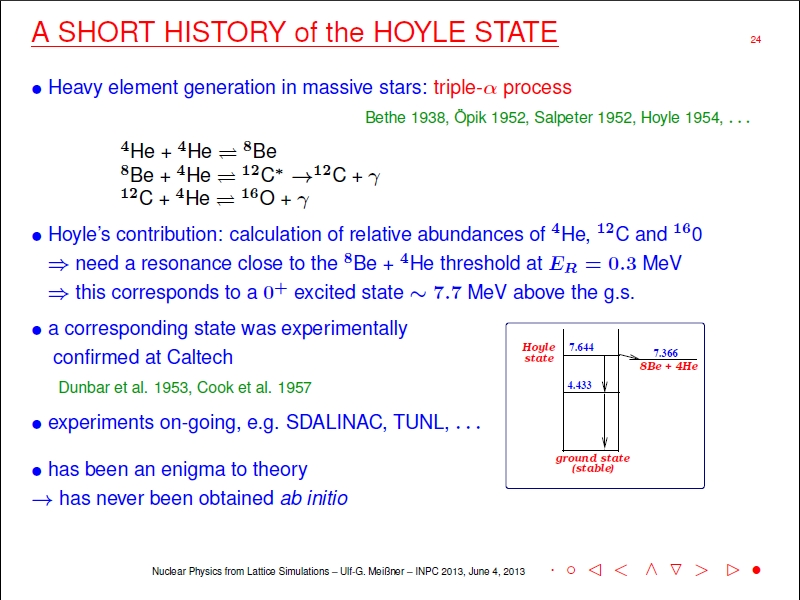 A SHORT HISTORY of the HOYLE STATE
24
• Heavy element generation in massive stars: triple-α process
Bethe 1938, Öpik 1952, Salpeter 1952, Hoyle 1954, . . .
⁴He + ⁴He ⇌ ⁸Be
⁸Be + ⁴He ⇌ ¹²C* →¹²C + γ
¹²C + ⁴He ⇌ ¹⁶O + γ
• Hoyle's contribution: calculation of relative abundances of ⁴He, ¹²C and ¹⁶0
⇒ need a resonance close to the ⁸Be + ⁴He threshold at E_R = 0.3 MeV
⇒ this corresponds to a 0⁺ excited state ∼ 7.7 MeV above the g.s.
• a corresponding state was experimentally
confirmed at Caltech
Dunbar et al. 1953, Cook et al. 1957
• experiments on-going, e.g. SDALINAC, TUNL, . . .
• has been an enigma to theory
→ has never been obtained ab initio
Hoyle
state
7.644
7.366
8Be + 4He
4.433
ground state
(stable)
Nuclear Physics from Lattice Simulations – Ulf-G. Meißner – INPC 2013, June 4, 2013